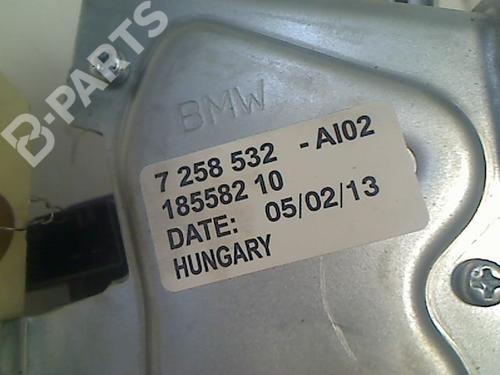 B-PARTS
BMW
7 258 532 - AI02
185582 10
DATE: 05/02/13
HUNGARY